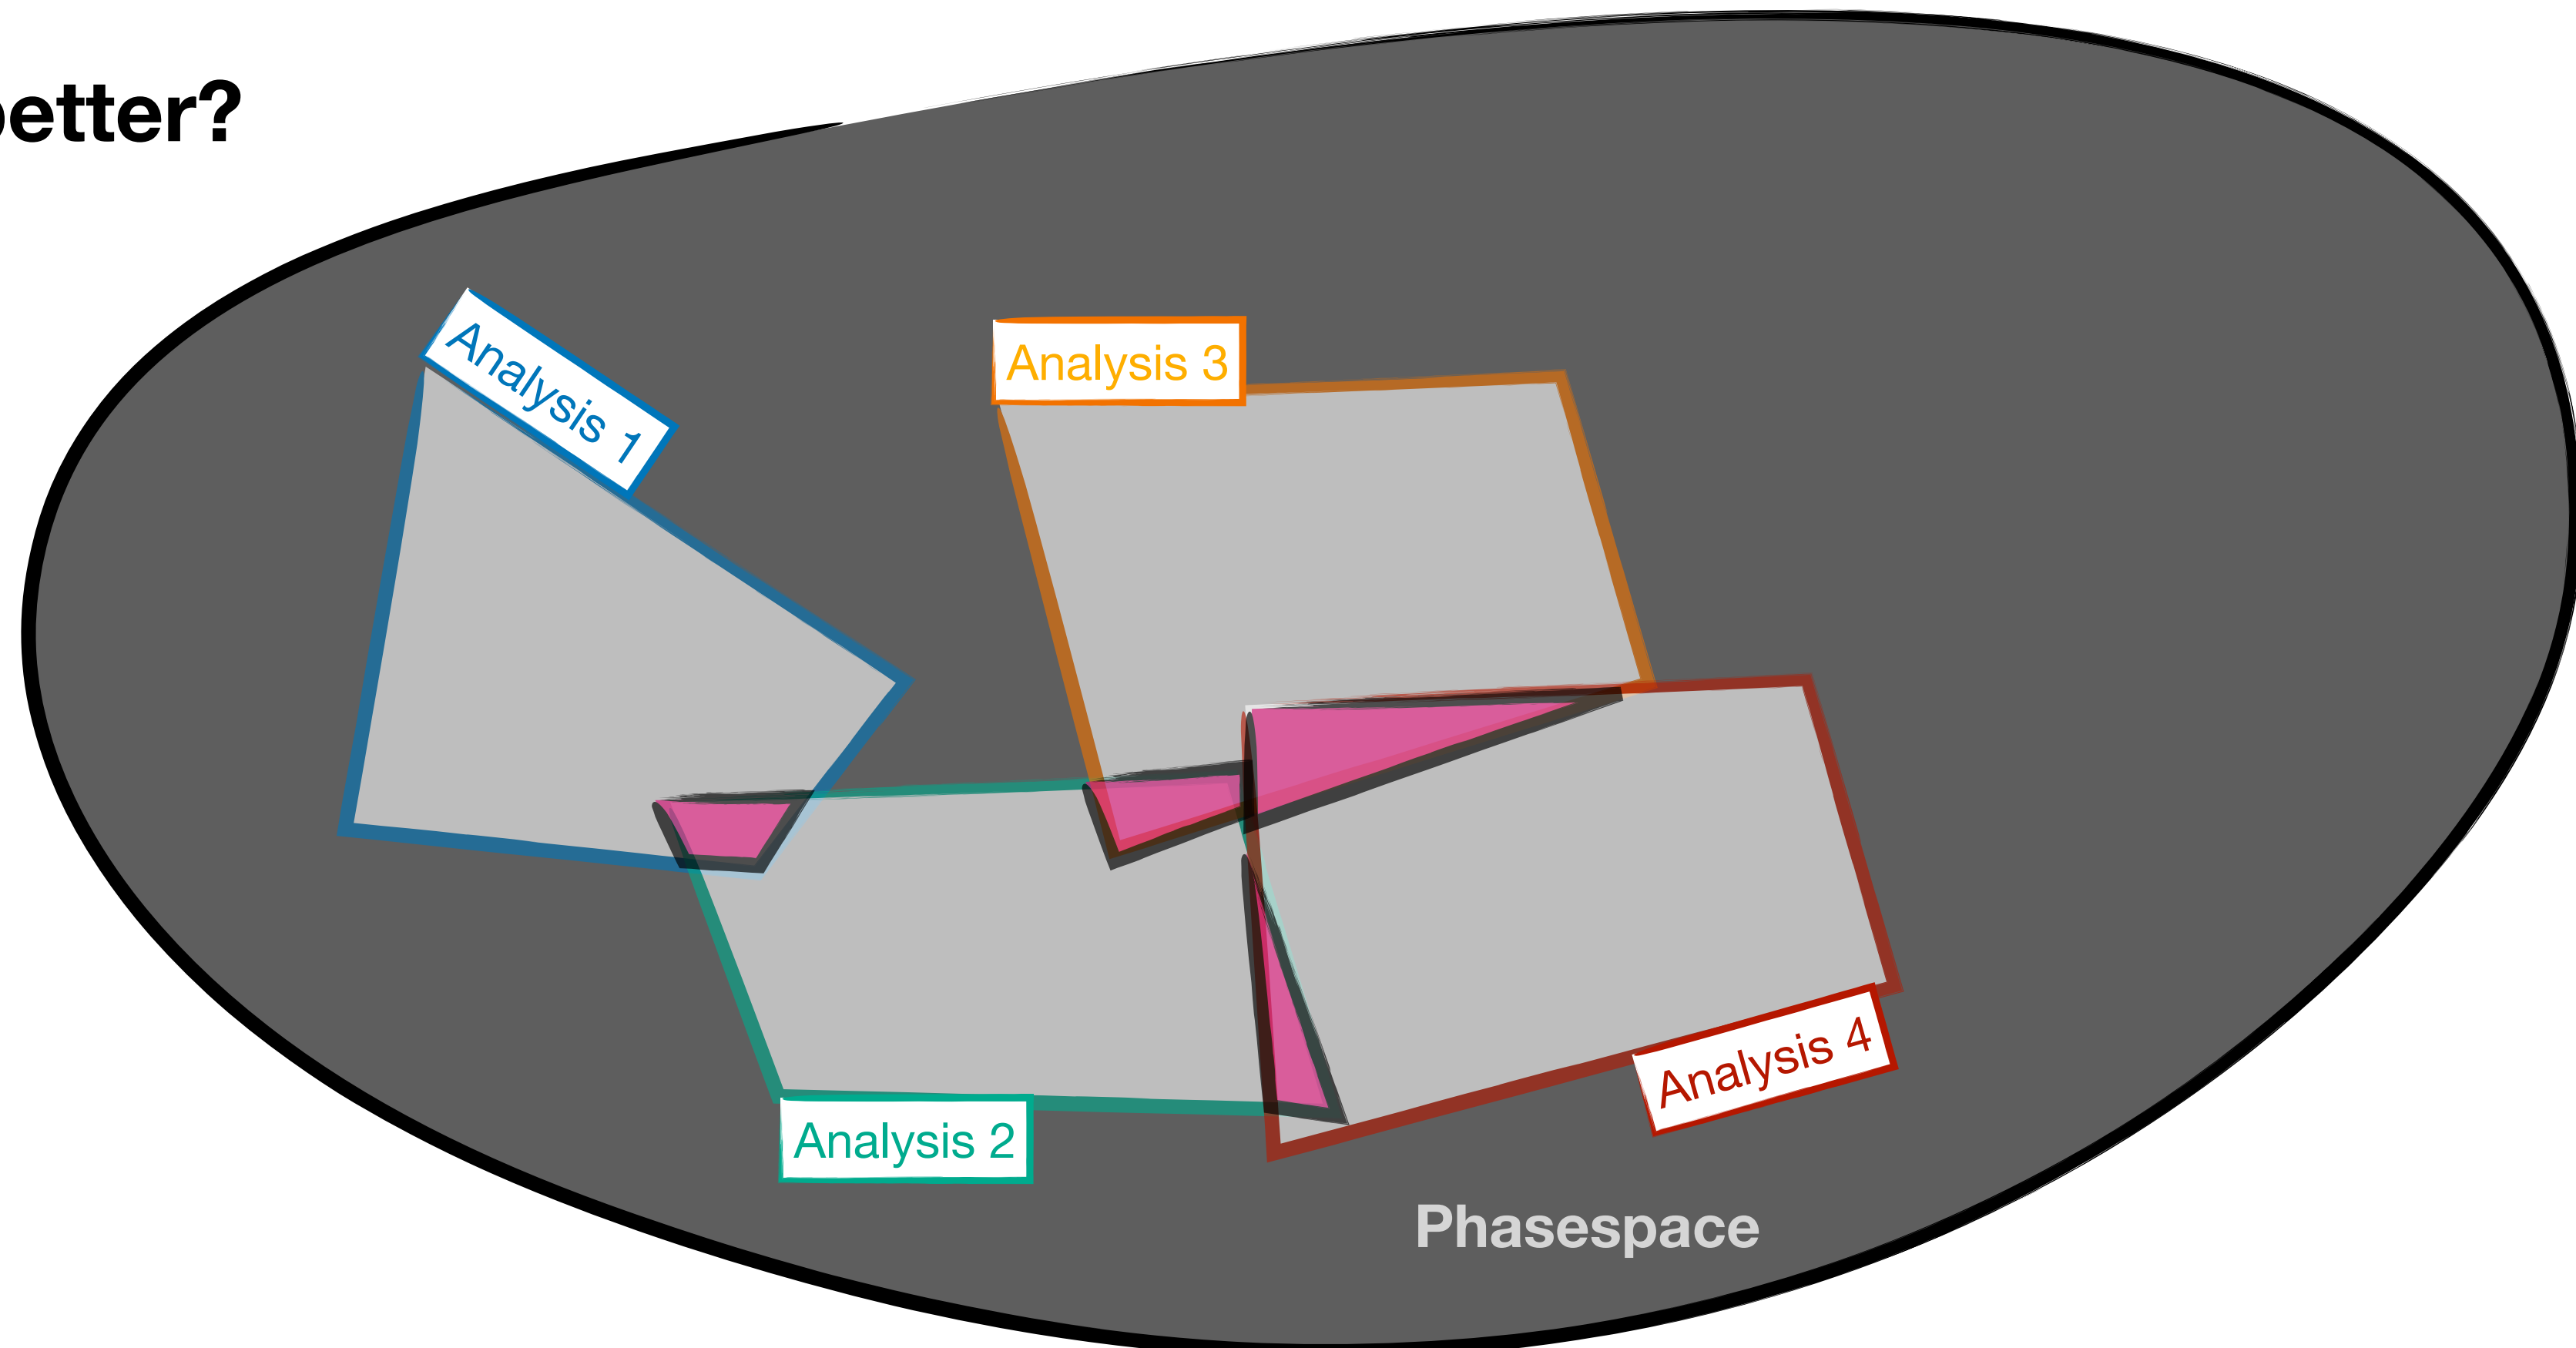 etter?
Analysis 1
Analysis 3
Analysis 2
Analysis 4
Phasespace